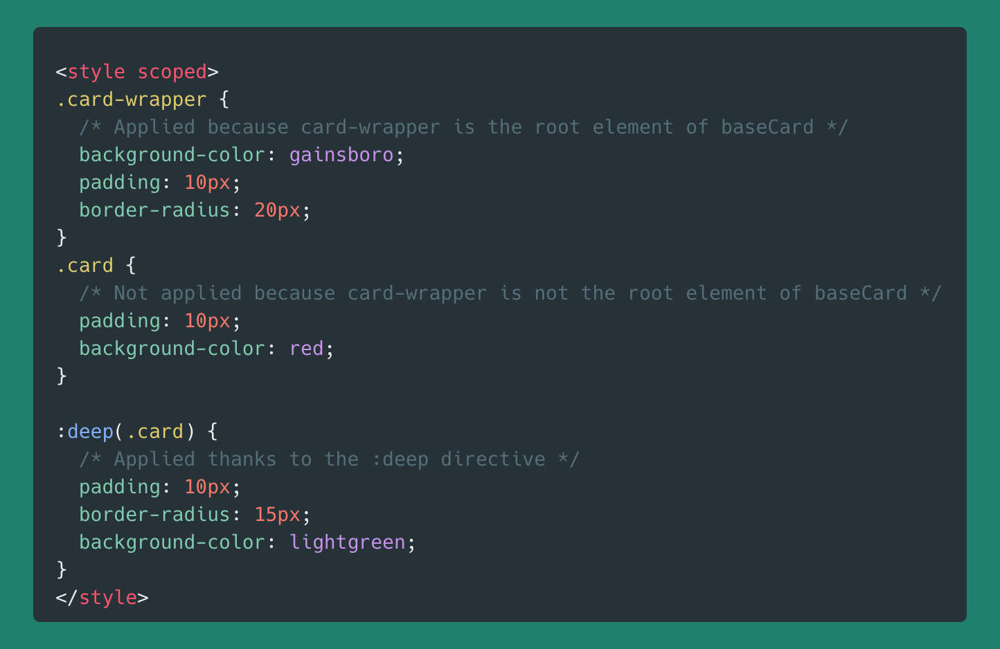 <style scoped>
.card-wrapper {
  /* Applied because card-wrapper is the root element of baseCard */
  background-color: gainsboro;
  padding: 10px;
  border-radius: 20px;
}
.card {
  /* Not applied because card-wrapper is not the root element of baseCard */
  padding: 10px;
  background-color: red;
}

:deep(.card) {
  /* Applied thanks to the :deep directive */
  padding: 10px;
  border-radius: 15px;
  background-color: lightgreen;
}
</style>